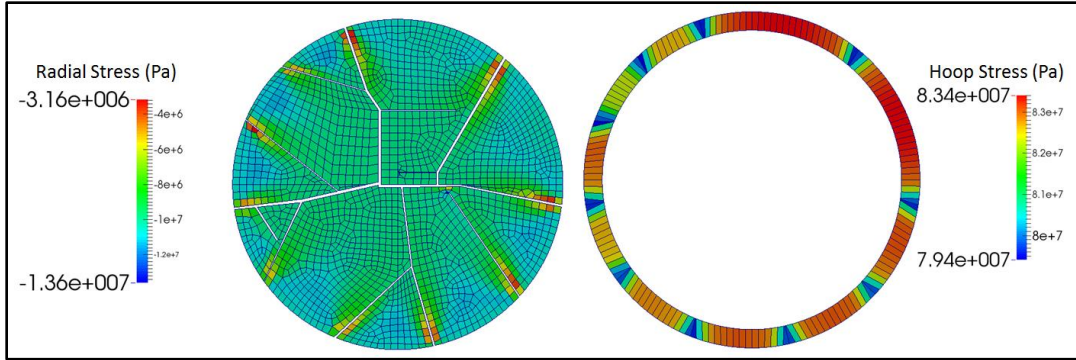 Radial Stress (Pa)
-3.16e+006
-4e+6
-6e+6
-8e+6
-1e+7
-1.2e+7
-1.36e+007
Hoop Stress (Pa)
8.34e+007
8.3e+7
8.2e+7
8.1e+7
8e+7
7.94e+007